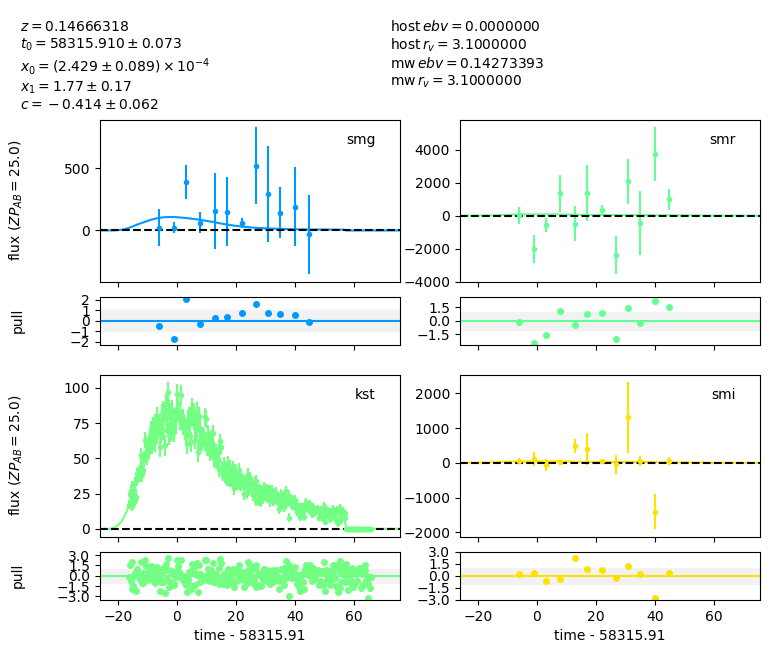 z = 0.14666318
t₀ = 58315.910 ± 0.073
x₀ = (2.429 ± 0.089) × 10⁻⁴
x₁ = 1.77 ± 0.17
c = −0.414 ± 0.062
host ebv = 0.0000000
host r_v = 3.1000000
mw ebv = 0.14273393
mw r_v = 3.1000000
flux (ZP_AB = 25.0)
500
0
smg
4000
2000
0
−2000
−4000
smr
pull
2
1
0
−1
−2
1.5
0.0
−1.5
flux (ZP_AB = 25.0)
100
75
50
25
0
kst
2000
1000
0
−1000
−2000
smi
pull
3.0
1.5
0.0
−1.5
−3.0
−20 0 20 40 60
time - 58315.91
3.0
1.5
0.0
−1.5
−3.0
−20 0 20 40 60
time - 58315.91